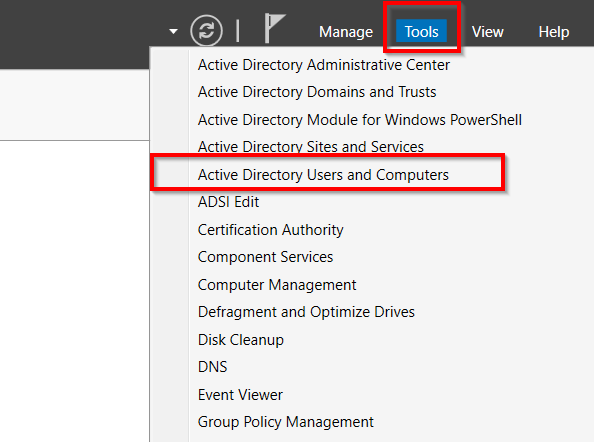 Manage Tools View Help
Active Directory Administrative Center
Active Directory Domains and Trusts
Active Directory Module for Windows PowerShell
Active Directory Sites and Services
Active Directory Users and Computers
ADSI Edit
Certification Authority
Component Services
Computer Management
Defragment and Optimize Drives
Disk Cleanup
DNS
Event Viewer
Group Policy Management